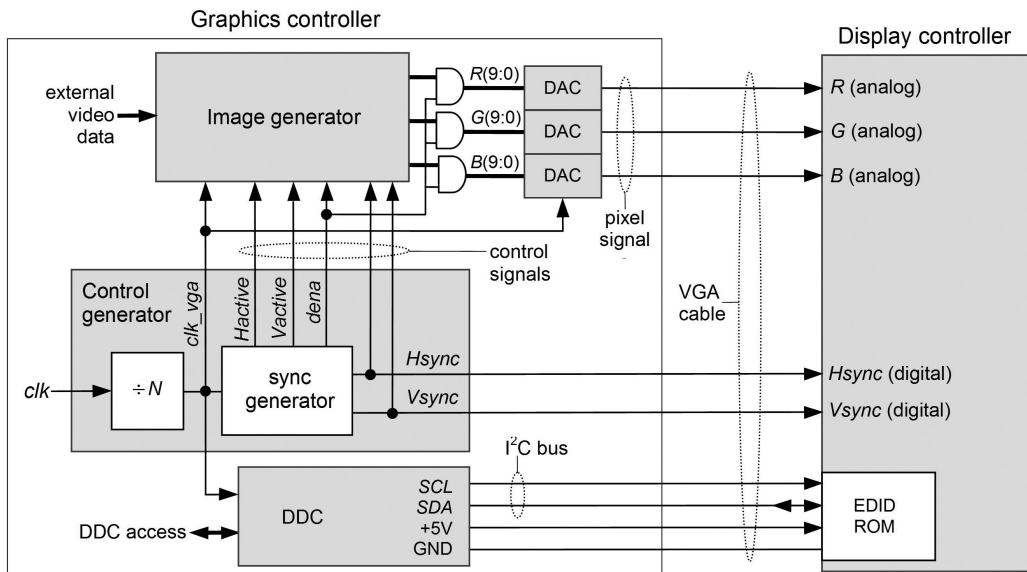 Graphics controller
Display controller
external
video
data
Image generator
R(9:0)
G(9:0)
B(9:0)
DAC
DAC
DAC
R (analog)
G (analog)
B (analog)
pixel
signal
control
signals
VGA
cable
Control
generator
clk_vga
Hactive
Vactive
dena
clk
÷ N
sync
generator
Hsync
Vsync
Hsync (digital)
Vsync (digital)
I²C bus
DDC access
DDC
SCL
SDA
+5V
GND
EDID
ROM